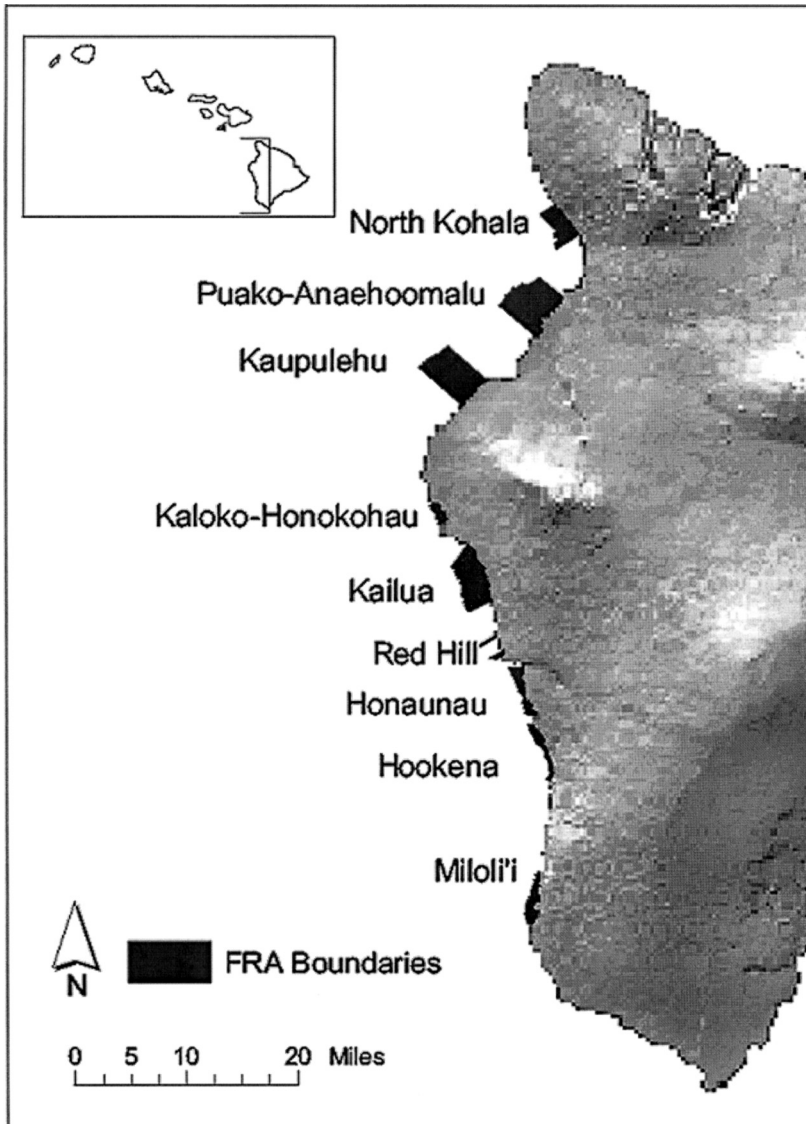 North Kohala
Puako-Anaehoomalu
Kaupulehu
Kaloko-Honokohau
Kailua
Red Hill
Honaunau
Hookena
Miloli'i
N
FRA Boundaries
0 5 10 20 Miles